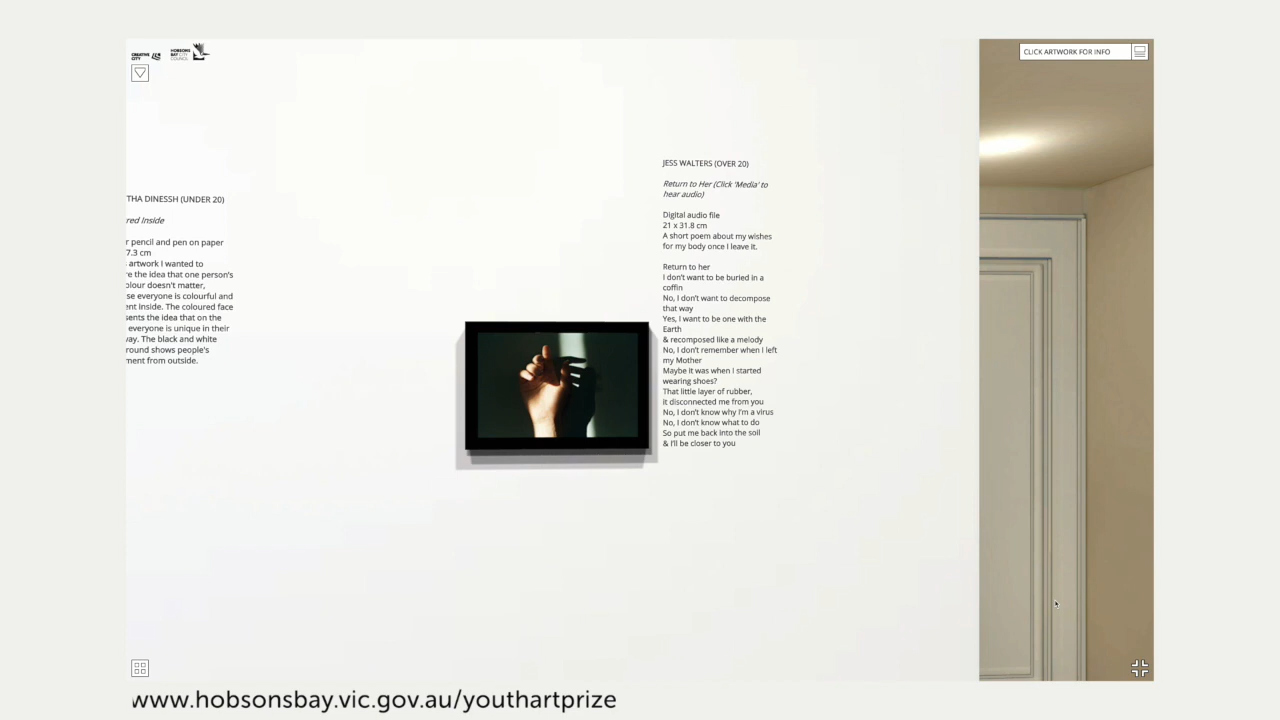 CREATIVE
CITY
HOBSONS
BAY CITY
COUNCIL
CLICK ARTWORK FOR INFO
THA DINESSH (UNDER 20)
red Inside
r pencil and pen on paper
7.3 cm
artwork I wanted to
re the idea that one person's
olour doesn't matter,
se everyone is colourful and
ent inside. The coloured face
sents the idea that on the
everyone is unique in their
way. The black and white
round shows people's
ment from outside.
JESS WALTERS (OVER 20)
Return to Her (Click 'Media' to
hear audio)
Digital audio file
21 x 31.8 cm
A short poem about my wishes
for my body once I leave it.
Return to her
I don't want to be buried in a
coffin
No, I don't want to decompose
that way
Yes, I want to be one with the
Earth
& recomposed like a melody
No, I don't remember when I left
my Mother
Maybe it was when I started
wearing shoes?
That little layer of rubber,
it disconnected me from you
No, I don't know why I'm a virus
No, I don't know what to do
So put me back into the soil
& I'll be closer to you
www.hobsonsbay.vic.gov.au/youthartprize